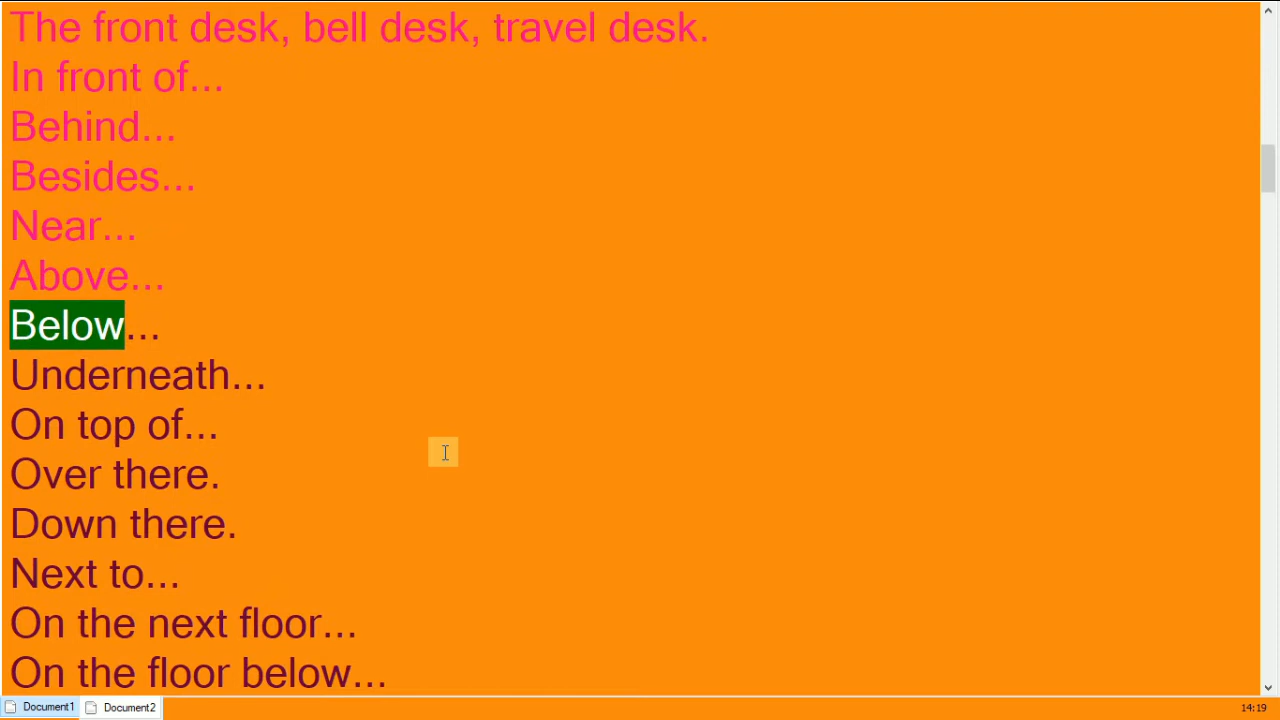 The front desk, bell desk, travel desk.
In front of...
Behind...
Besides...
Near...
Above...
Below...
Underneath...
On top of...
Over there.
Down there.
Next to...
On the next floor...
On the floor below...
Document1 Document2 14:19